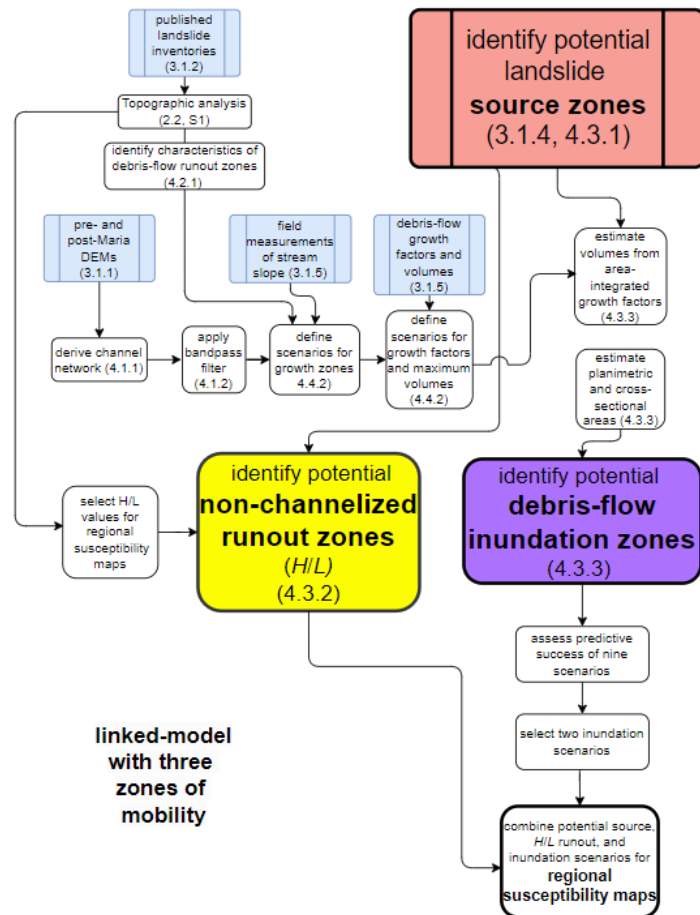 published
landslide
inventories
(3.1.2)
Topographic analysis
(2.2, S1)
identify characteristics of
debris-flow runout zones
(4.2.1)
identify potential
landslide
source zones
(3.1.4, 4.3.1)
pre- and
post-Maria
DEMs
(3.1.1)
field
measurements
of stream
slope (3.1.5)
debris-flow
growth
factors and
volumes
(3.1.5)
estimate
volumes from
area-
integrated
growth factors
(4.3.3)
derive channel
network (4.1.1)
apply
bandpass
filter
(4.1.2)
define
scenarios for
growth zones
4.4.2)
define
scenarios for
growth factors
and maximum
volumes
(4.4.2)
estimate
planimetric
and cross-
sectional
areas (4.3.3)
select H/L
values for
regional
susceptibility
maps
identify potential
non-channelized
runout zones
(H/L)
(4.3.2)
identify potential
debris-flow
inundation zones
(4.3.3)
assess predictive
success of nine
scenarios
select two inundation
scenarios
linked-model
with three
zones of
mobility
combine potential source,
H/L runout, and
inundation scenarios for
regional
susceptibility maps